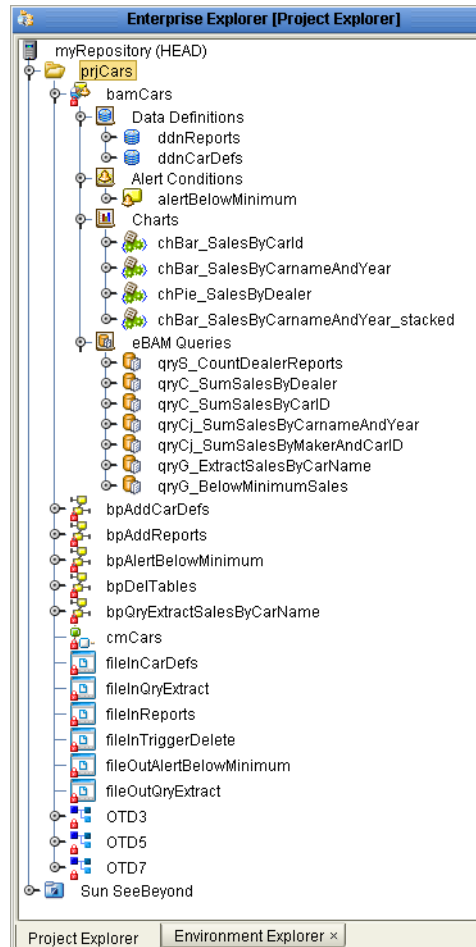 Enterprise Explorer [Project Explorer]
myRepository (HEAD)
prjCars
bamCars
Data Definitions
ddnReports
ddnCarDefs
Alert Conditions
alertBelowMinimum
Charts
chBar_SalesByCarId
chBar_SalesByCarnameAndYear
chPie_SalesByDealer
chBar_SalesByCarnameAndYear_stacked
eBAM Queries
qryS_CountDealerReports
qryC_SumSalesByDealer
qryC_SumSalesByCarID
qryCj_SumSalesByCarnameAndYear
qryCj_SumSalesByMakerAndCarID
qryG_ExtractSalesByCarName
qryG_BelowMinimumSales
bpAddCarDefs
bpAddReports
bpAlertBelowMinimum
bpDelTables
bpQryExtractSalesByCarName
cmCars
fileInCarDefs
fileInQryExtract
fileInReports
fileInTriggerDelete
fileOutAlertBelowMinimum
fileOutQryExtract
OTD3
OTD5
OTD7
Sun SeeBeyond
Project Explorer Environment Explorer ×